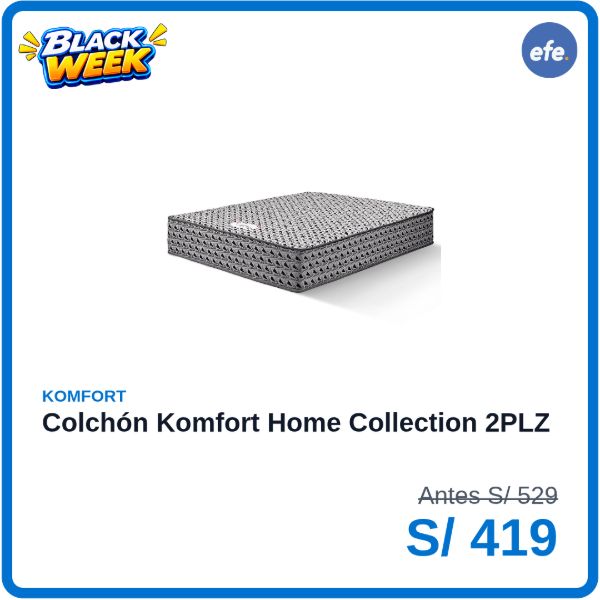 BLACK
WEEK
efe.
KOMFORT
Colchón Komfort Home Collection 2PLZ
Antes S/ 529
S/ 419